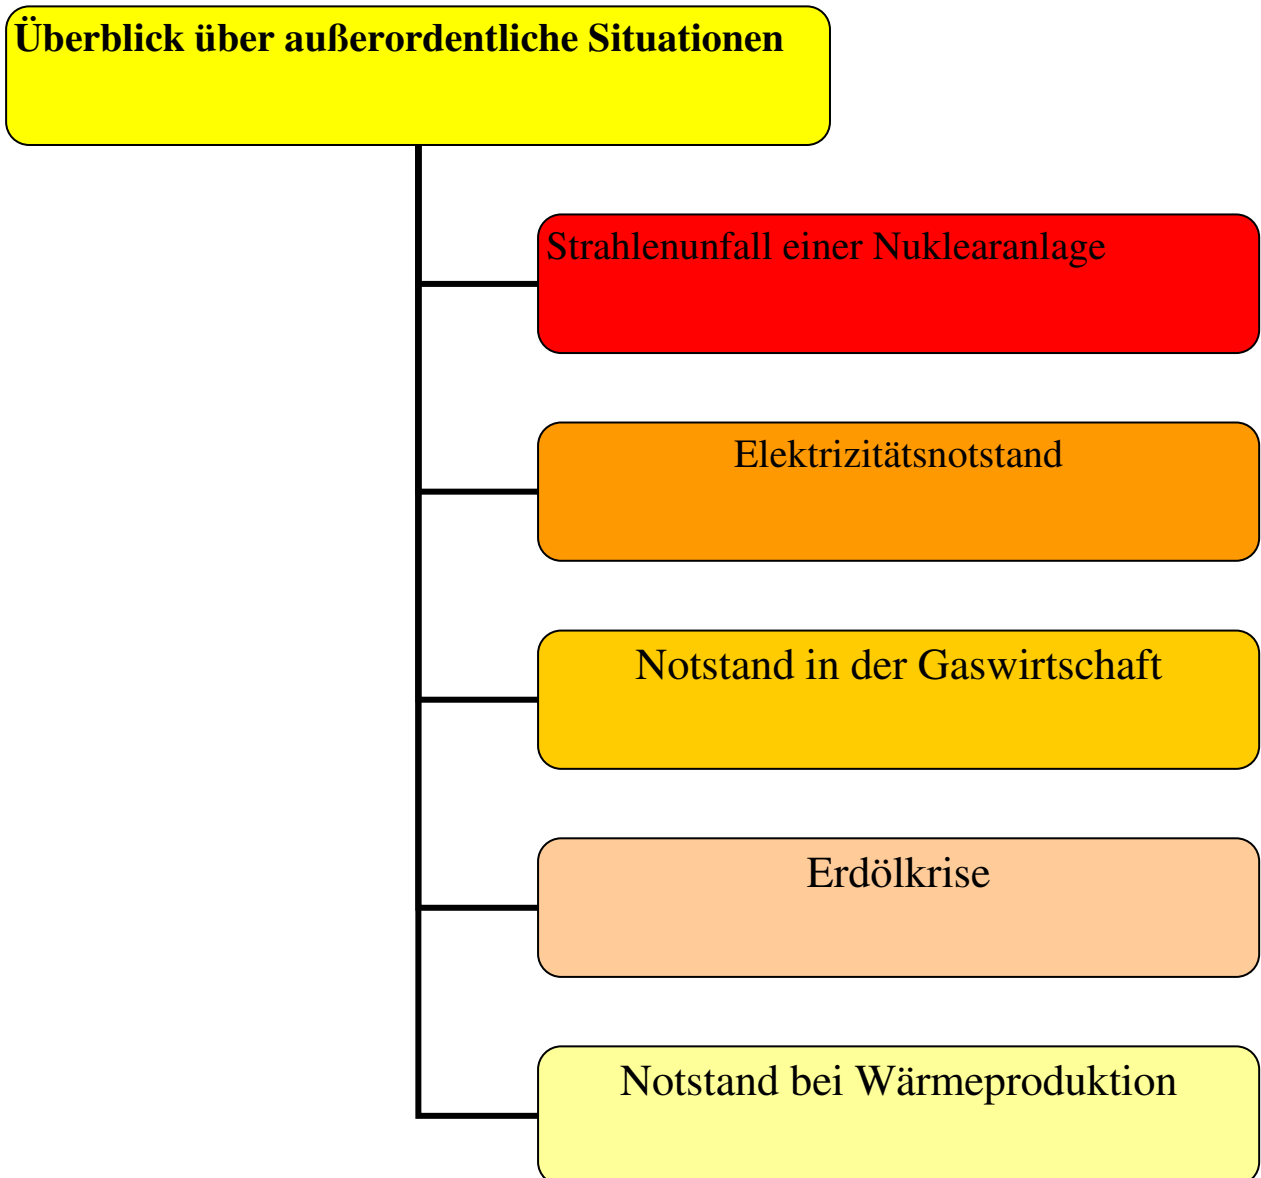 Überblick über außerordentliche Situationen
Strahlenunfall einer Nuklearanlage
Elektrizitätsnotstand
Notstand in der Gaswirtschaft
Erdölkrise
Notstand bei Wärmeproduktion